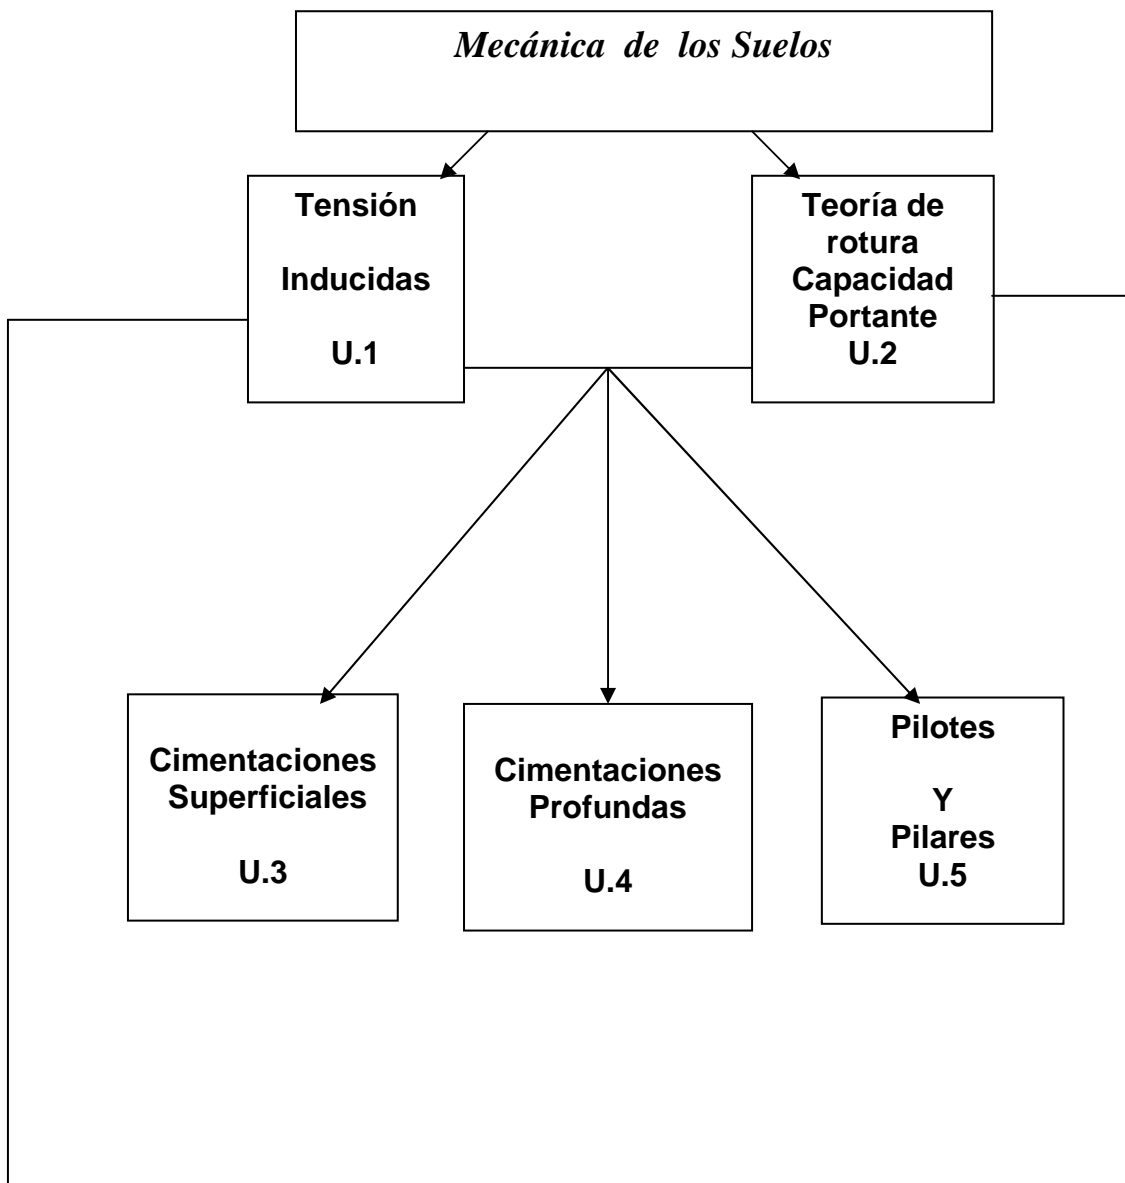 Mecánica de los Suelos
Tensión
Inducidas
U.1
Teoría de
rotura
Capacidad
Portante
U.2
Cimentaciones
Superficiales
U.3
Cimentaciones
Profundas
U.4
Pilotes
Y
Pilares
U.5